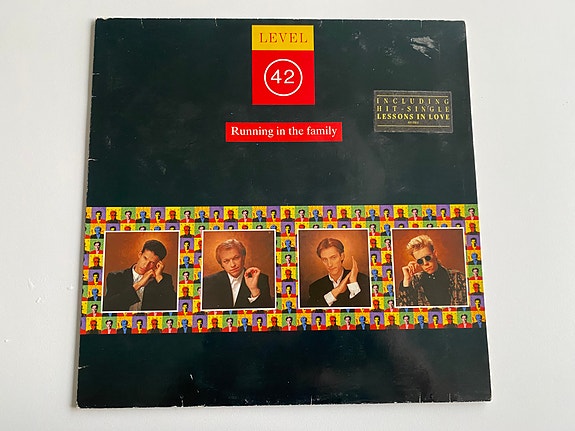 LEVEL
42
Running in the family
INCLUDING
HIT-SINGLE
LESSONS IN LOVE